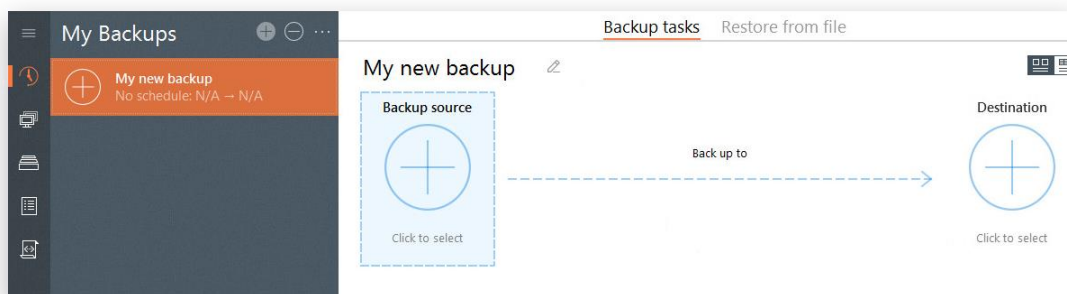 My Backups
My new backup
No schedule: N/A → N/A
Backup tasks
Restore from file
My new backup
Backup source
Click to select
Back up to
Destination
Click to select